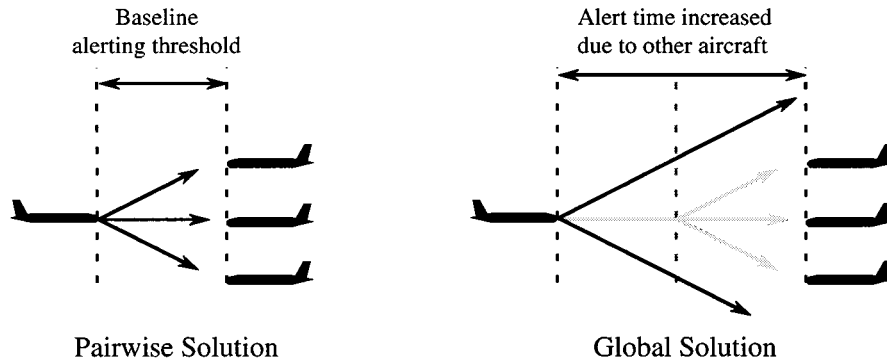 Baseline
alerting threshold
Alert time increased
due to other aircraft
Pairwise Solution
Global Solution